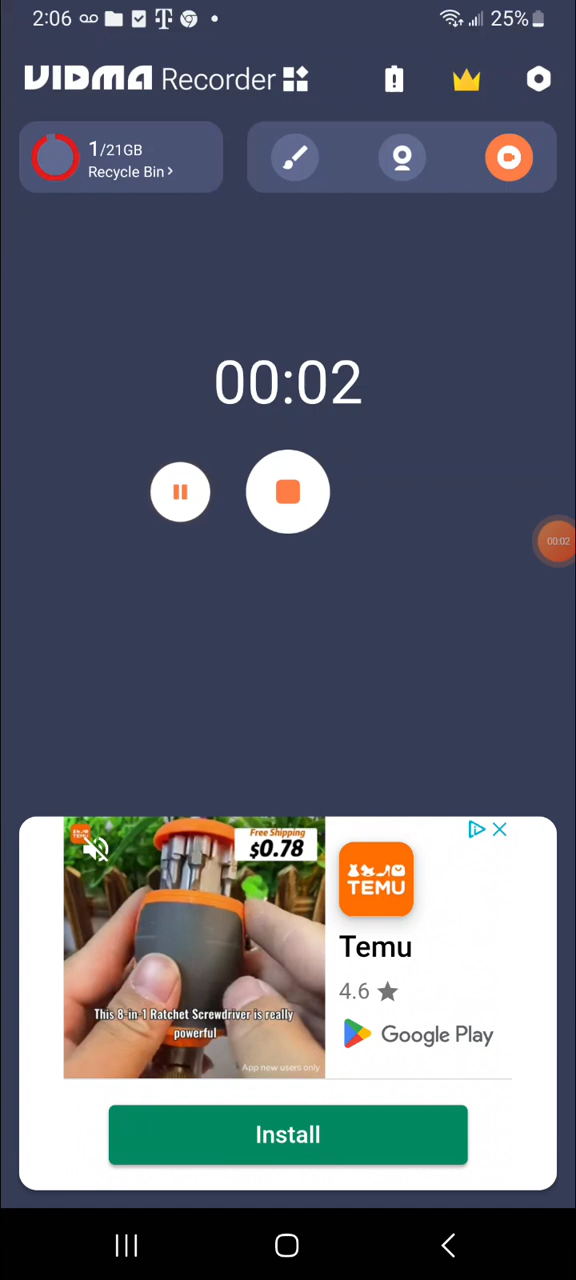 2:06 25%
VIDMA Recorder
1/21GB
Recycle Bin >
00:02
00:02
TEMU
Free Shipping
$0.78
TEMU
Temu
4.6 ★
This 8-in-1 Ratchet Screwdriver is really
powerful
Google Play
App new users only
Install